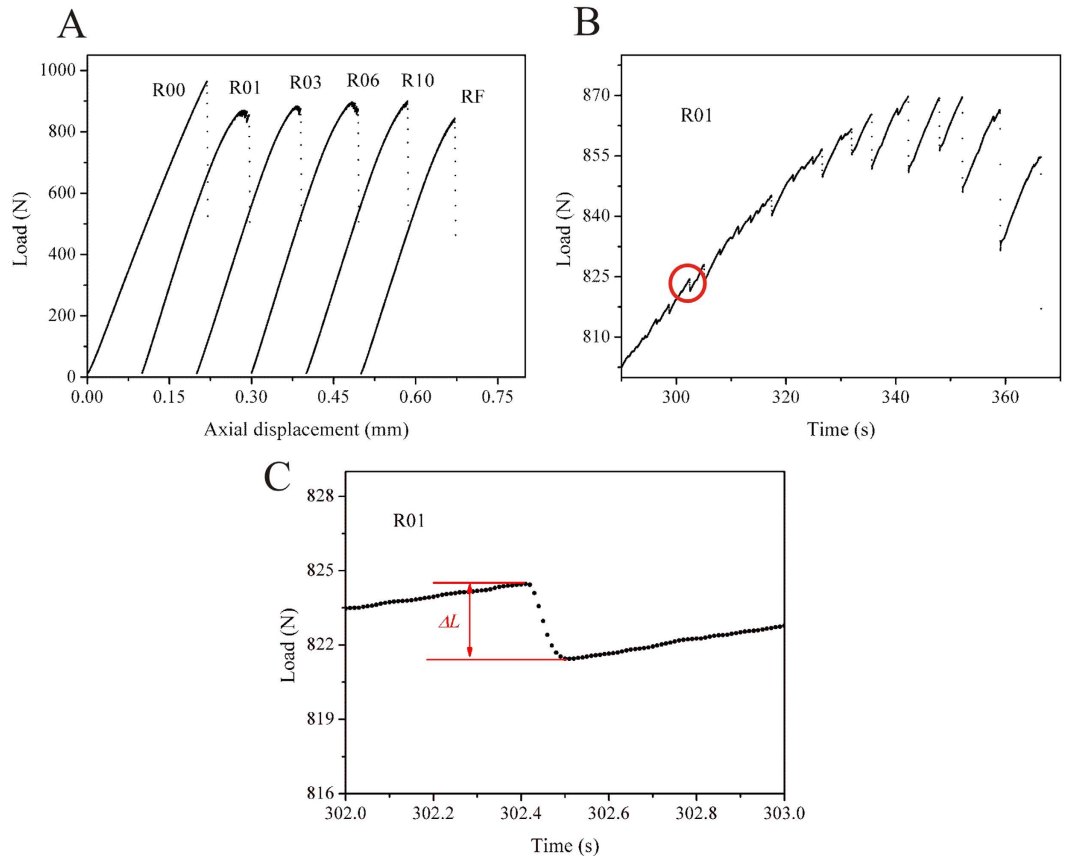 A
R00
R01
R03
R06
R10
RF
1000
800
600
400
200
0
Load (N)
0.00
0.15
0.30
0.45
0.60
0.75
Axial displacement (mm)
B
R01
870
855
840
825
810
Load (N)
300
320
340
360
Time (s)
C
R01
828
825
822
819
816
Load (N)
ΔL
302.0
302.2
302.4
302.6
302.8
303.0
Time (s)